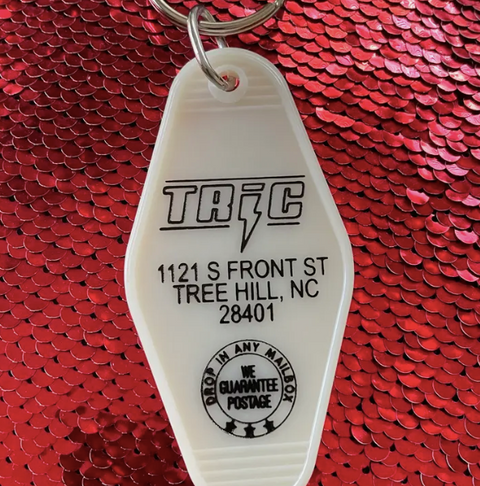 TRiC
1121 S FRONT ST
TREE HILL, NC
28401
DROP IN ANY MAILBOX
WE
GUARANTEE
POSTAGE